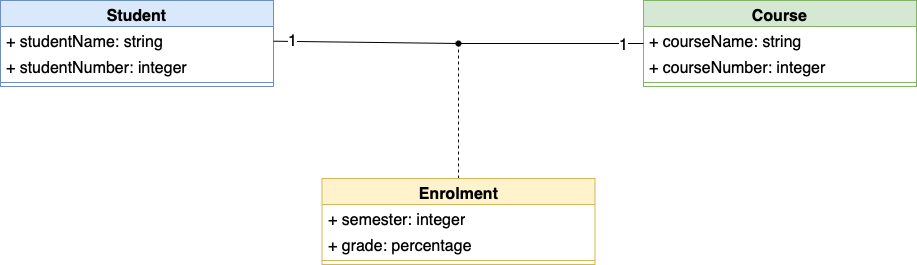 Student
+ studentName: string
+ studentNumber: integer
1
1
Course
+ courseName: string
+ courseNumber: integer
Enrolment
+ semester: integer
+ grade: percentage